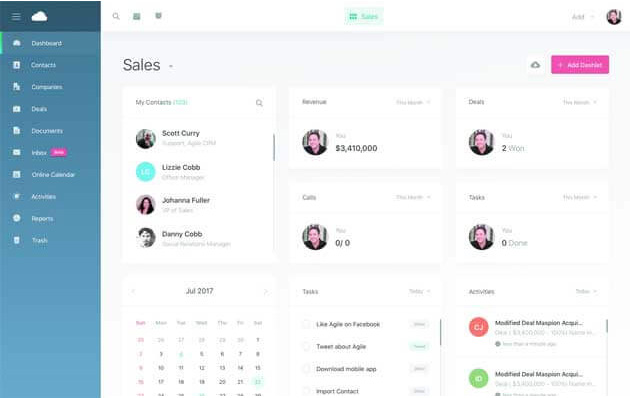 Sales
Add
Dashboard
Contacts
Companies
Deals
Documents
Inbox
Online Calendar
Activities
Reports
Trash
Sales
+ Add Dashlet
My Contacts (103)
Scott Curry
Support, Agile CRM
LC
Lizzie Cobb
Office Manager
Johanna Fuller
VP of Sales
Danny Cobb
Social Relations Manager
Revenue
This Month
You
$3,410,000
Deals
This Month
You
2 Won
Calls
This Month
You
0/ 0
Tasks
This Month
You
0 Done
Jul 2017
Sun Mon Tue Wed Thu Fri Sat
25 26 27 28 29 30 1
2 3 4 5 6 7 8
9 10 11 12 13 14 15
16 17 18 19 20 21 22
Tasks
Today
Like Agile on Facebook
Tweet about Agile
Download mobile app
Import Contact
Activities
Today
CJ
Modified Deal Maspion Acqui...
Deal | $3,400,000 - 100%| Name In...
less than a minute ago
IO
Modified Deal Maspion Acqui...
Deal | $3,400,000 - 100%| Name In...
less than a minute ago